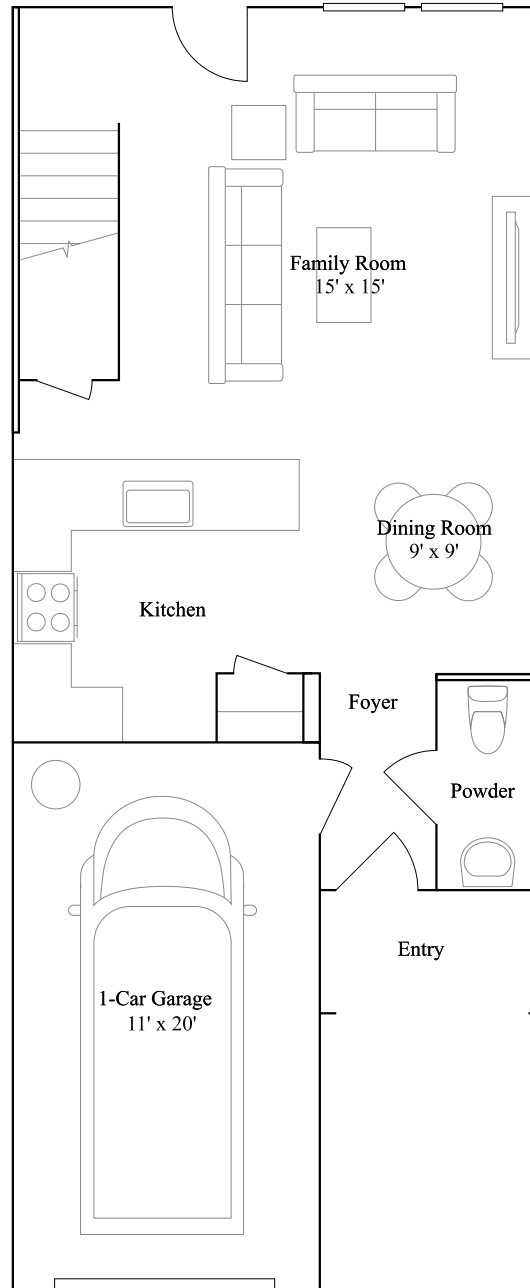 Family Room
15' x 15'
Dining Room
9' x 9'
Kitchen
Foyer
Powder
Entry
1-Car Garage
11' x 20'